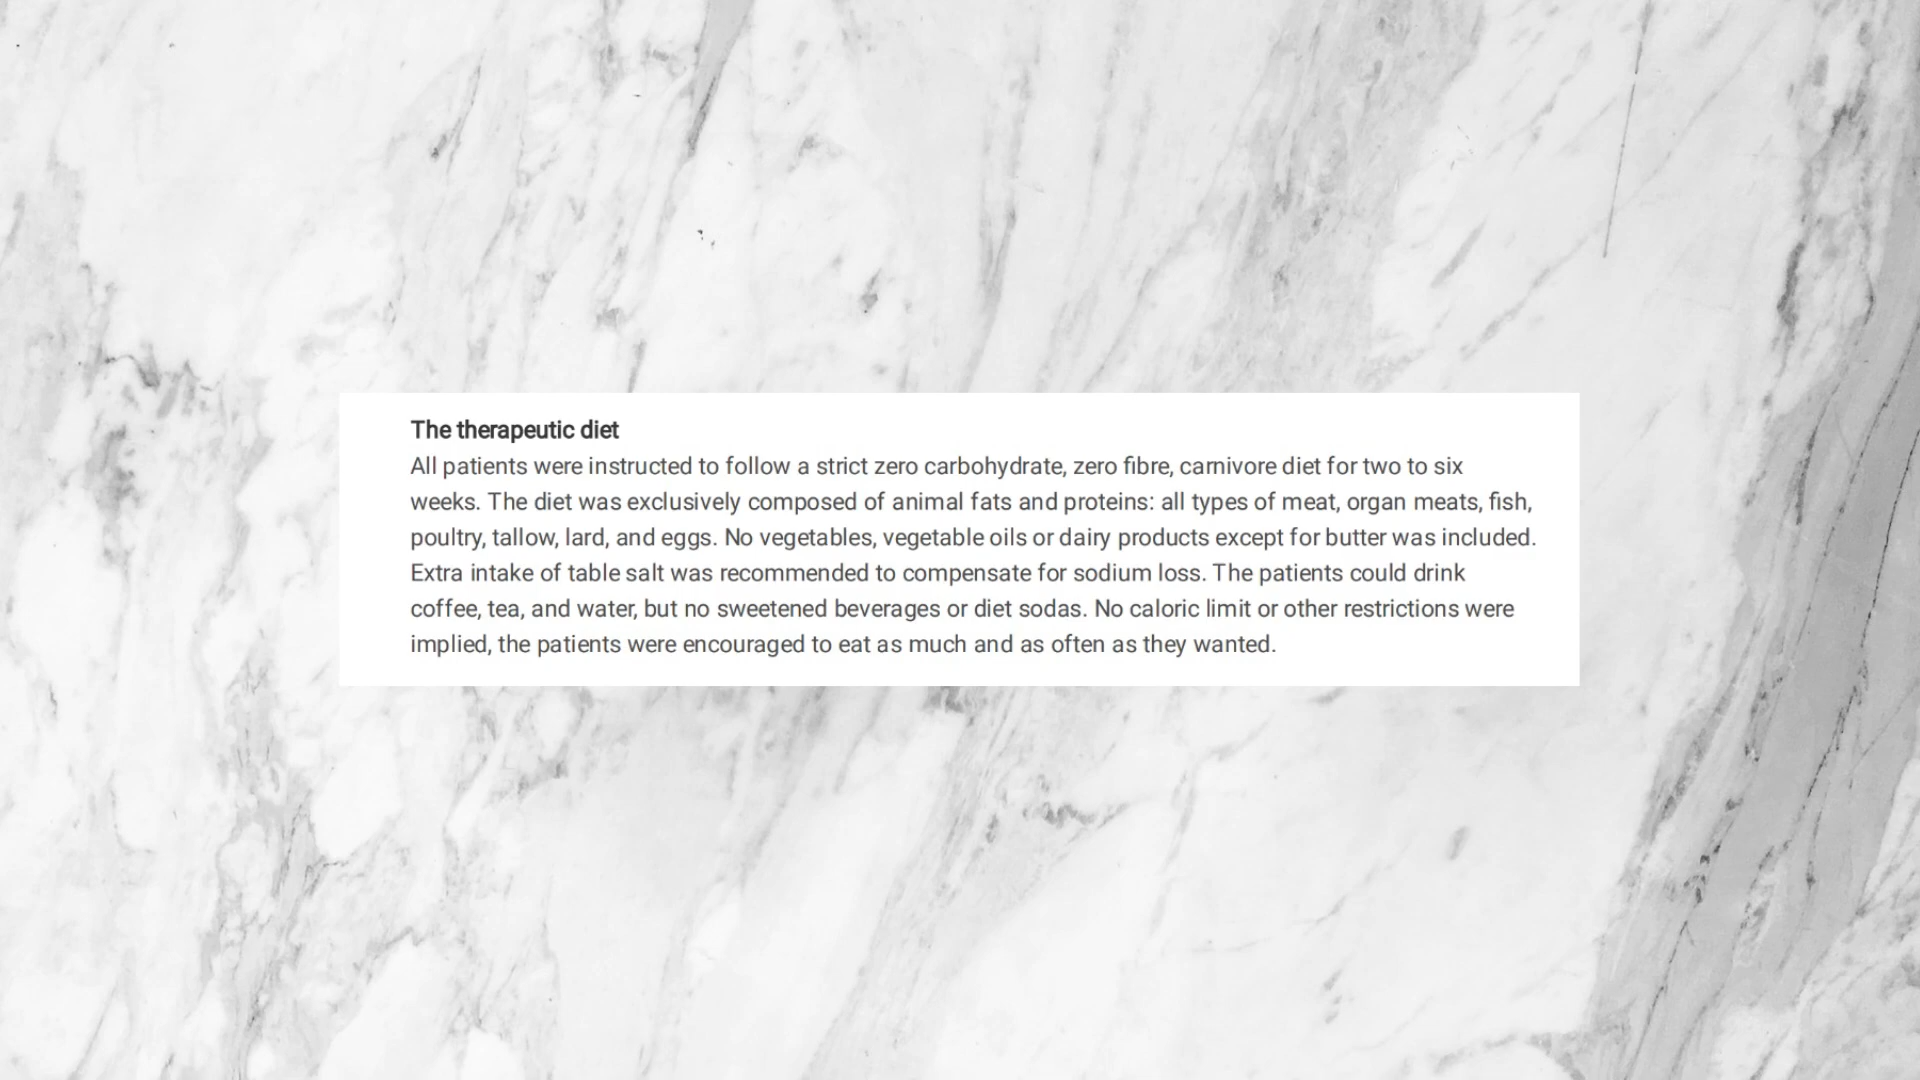 The therapeutic diet
All patients were instructed to follow a strict zero carbohydrate, zero fibre, carnivore diet for two to six
weeks. The diet was exclusively composed of animal fats and proteins: all types of meat, organ meats, fish,
poultry, tallow, lard, and eggs. No vegetables, vegetable oils or dairy products except for butter was included.
Extra intake of table salt was recommended to compensate for sodium loss. The patients could drink
coffee, tea, and water, but no sweetened beverages or diet sodas. No caloric limit or other restrictions were
implied, the patients were encouraged to eat as much and as often as they wanted.